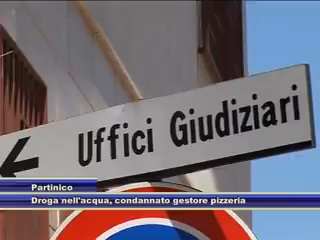 Uffici Giudiziari
Partinico
Droga nell'acqua, condannato gestore pizzeria